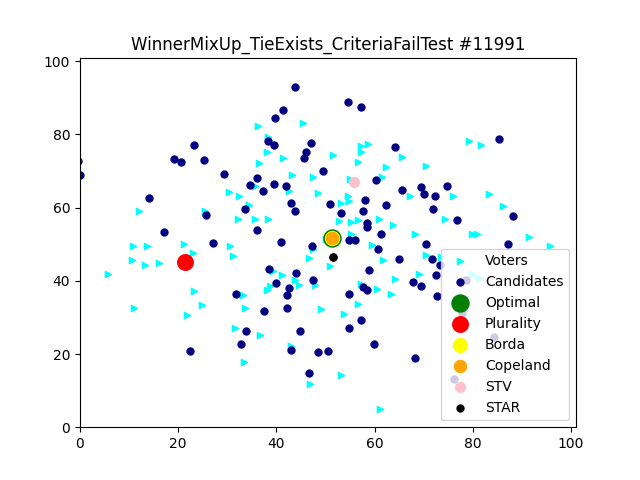 WinnerMixUp_TieExists_CriteriaFailTest #11991
100
80
60
40
20
0
0
20
40
60
80
100
Voters
Candidates
Optimal
Plurality
Borda
Copeland
STV
STAR